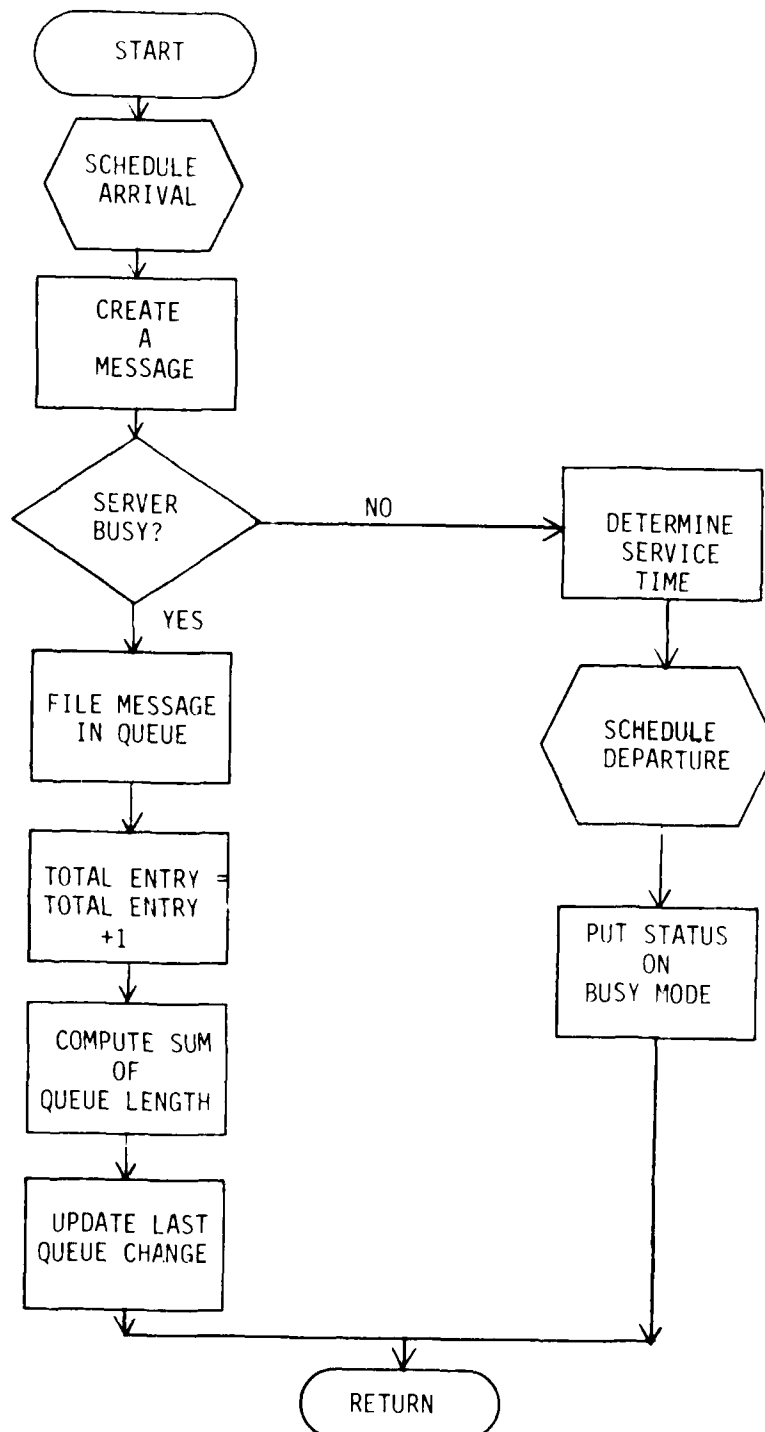 START
SCHEDULE
ARRIVAL
CREATE
A
MESSAGE
SERVER
BUSY?
NO
YES
DETERMINE
SERVICE
TIME
FILE MESSAGE
IN QUEUE
SCHEDULE
DEPARTURE
TOTAL ENTRY =
TOTAL ENTRY
+1
PUT STATUS
ON
BUSY MODE
COMPUTE SUM
OF
QUEUE LENGTH
UPDATE LAST
QUEUE CHANGE
RETURN